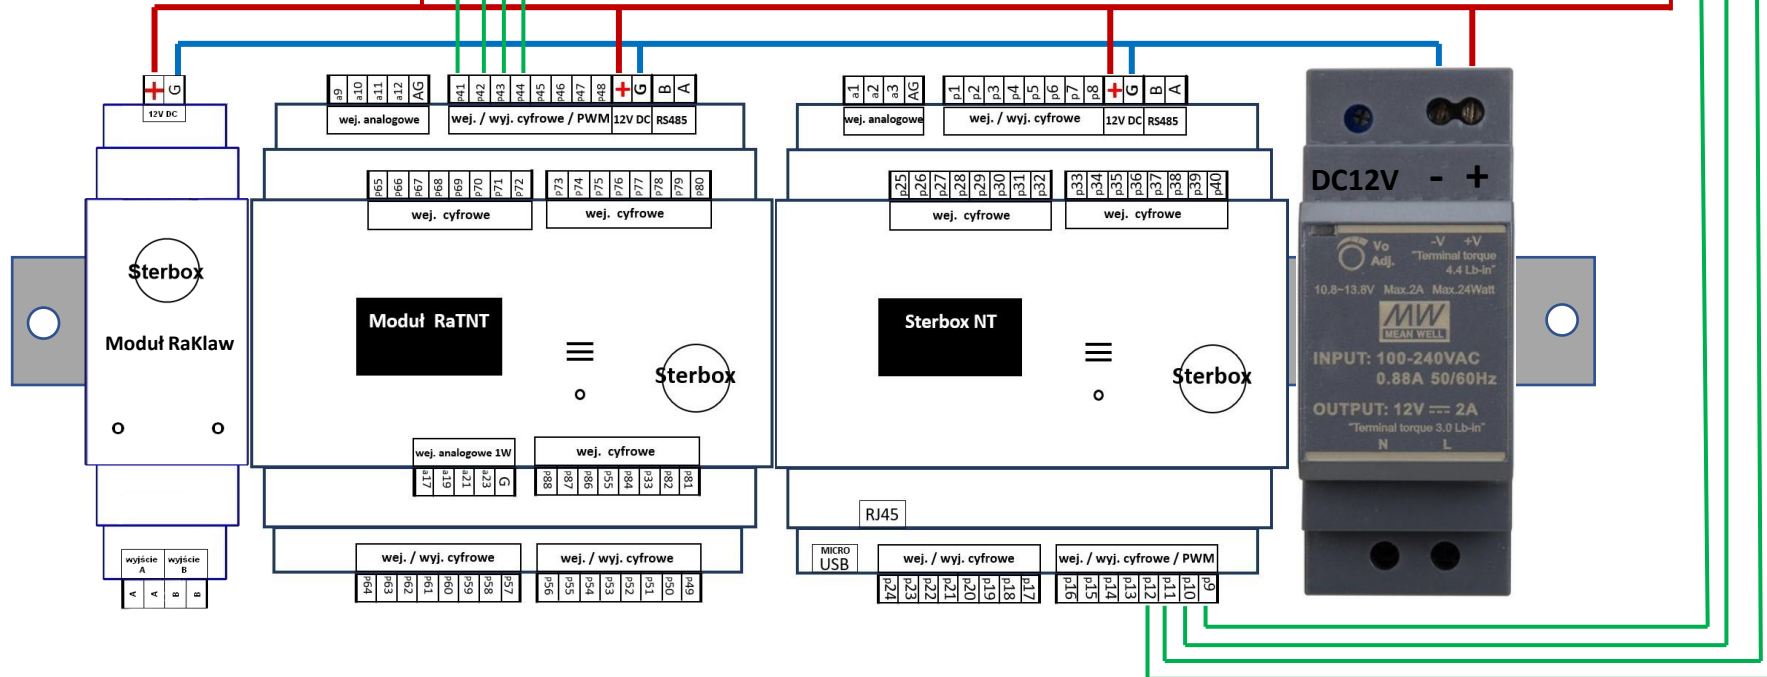 + G
12V DC
Sterbox
Moduł RaKlaw
wyjście A
wyjście B
A A B B
a9 a10 a11 a12 AG
wej. analogowe
p41 p42 p43 p44 p45 p46 p47 p48 + G B A
wej. / wyj. cyfrowe / PWM
12V DC
RS485
p65 p66 p67 p68 p69 p70 p71 p72
wej. cyfrowe
p73 p74 p75 p76 p77 p78 p79 p80
wej. cyfrowe
Moduł RaTNT
Sterbox
wej. analogowe 1W
a17 a19 a21 a23 G
wej. cyfrowe
p88 p87 p86 p55 p84 p33 p82 p81
wej. / wyj. cyfrowe
p64 p63 p62 p61 p60 p59 p58 p57
wej. / wyj. cyfrowe
p56 p55 p54 p53 p52 p51 p50 p49
a1 a2 a3 AG
wej. analogowe
p1 p2 p3 p4 p5 p6 p7 p8 + G B A
wej. / wyj. cyfrowe
12V DC
RS485
p25 p26 p27 p28 p29 p30 p31 p32
wej. cyfrowe
p33 p34 p35 p36 p37 p38 p39 p40
wej. cyfrowe
Sterbox NT
Sterbox
RJ45
MICRO
USB
wej. / wyj. cyfrowe
p24 p23 p22 p21 p20 p19 p18 p17
wej. / wyj. cyfrowe / PWM
p16 p15 p14 p13 p12 p11 p10 p9
DC12V - +
Vo Adj.
-V +V
"Terminal torque
4.4 Lb-in"
10.8~13.8V Max.2A Max.24Watt
MW
MEAN WELL
INPUT: 100-240VAC
0.88A 50/60Hz
OUTPUT: 12V 2A
"Terminal torque 3.0 Lb-in"
N L